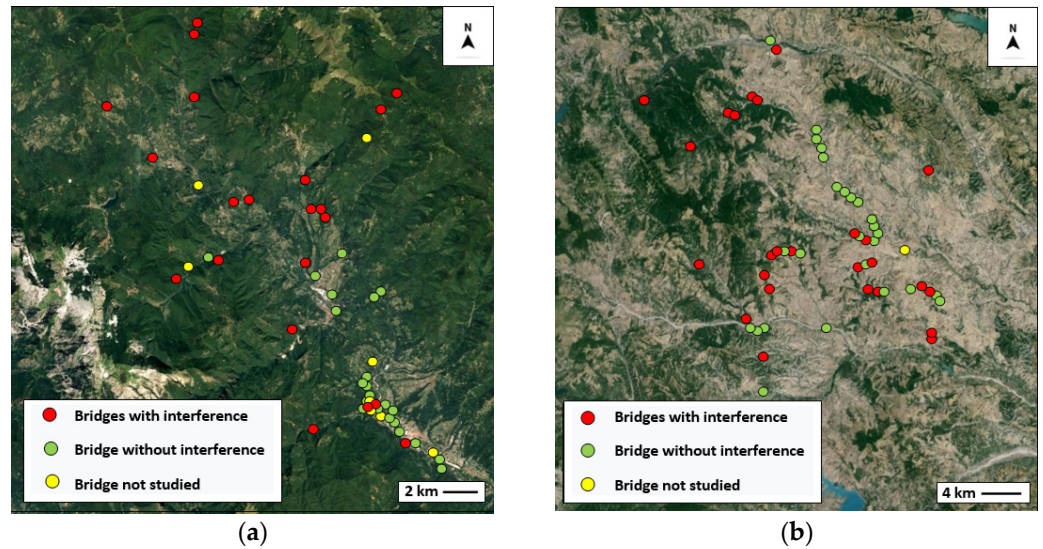 N
N
Bridges with interference
Bridge without interference
Bridge not studied
2 km
Bridges with interference
Bridge without interference
Bridge not studied
4 km
(a)
(b)